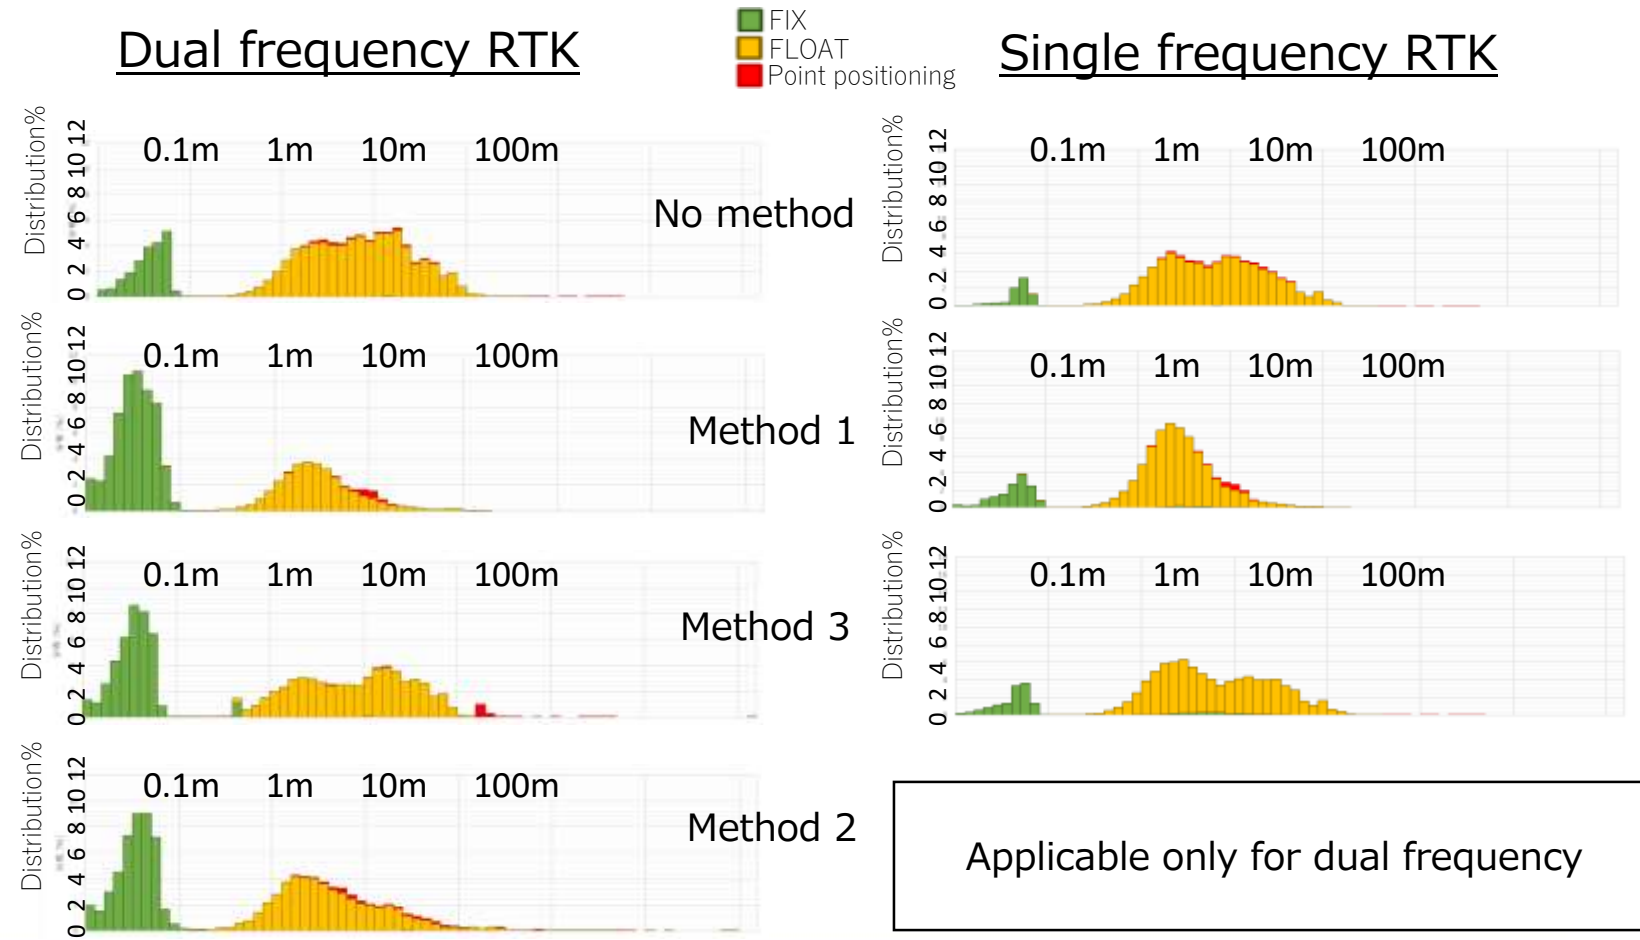 Dual frequency RTK
FIX
FLOAT
Point positioning
Single frequency RTK
Distribution%
0 2 4 6 8 10 12
0.1m 1m 10m 100m
No method
Distribution%
0 2 4 6 8 10 12
0.1m 1m 10m 100m
Distribution%
0 2 4 6 8 10 12
0.1m 1m 10m 100m
Method 1
Distribution%
0 2 4 6 8 10 12
0.1m 1m 10m 100m
Distribution%
0 2 4 6 8 10 12
0.1m 1m 10m 100m
Method 3
Distribution%
0 2 4 6 8 10 12
0.1m 1m 10m 100m
Distribution%
0 2 4 6 8 10 12
0.1m 1m 10m 100m
Method 2
Applicable only for dual frequency